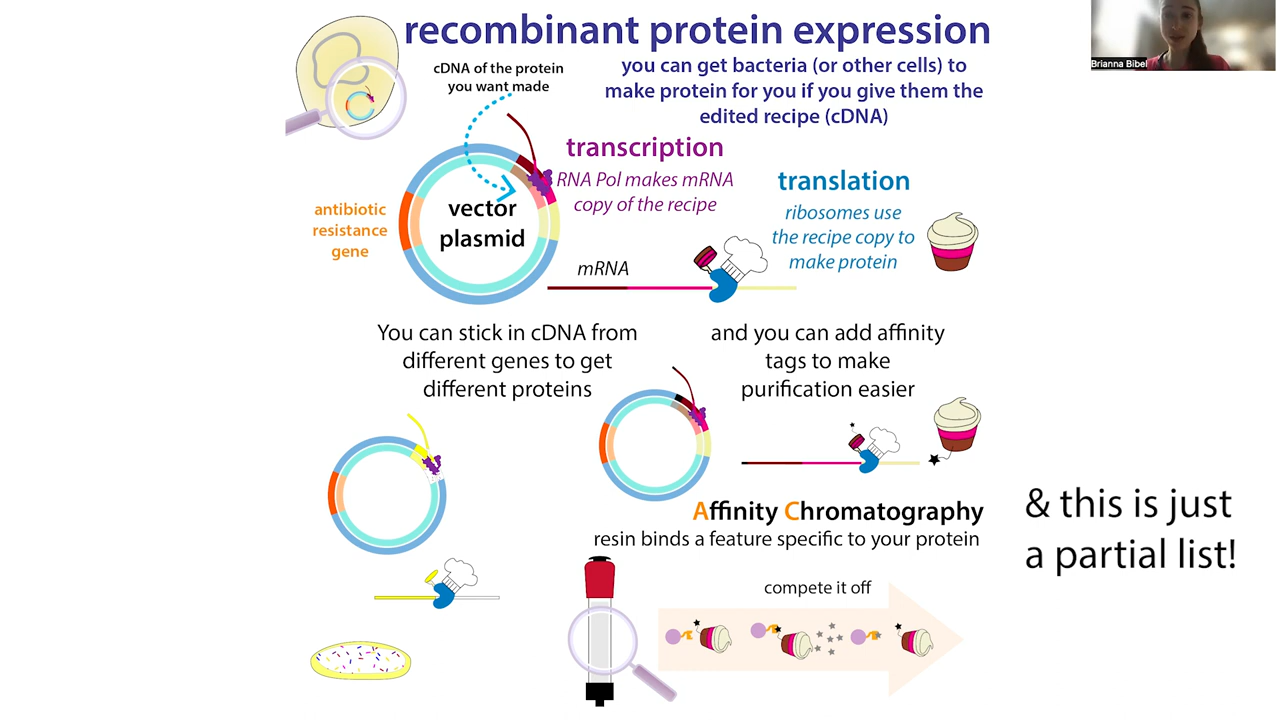 recombinant protein expression
Brianna Bibel
cDNA of the protein
you want made
you can get bacteria (or other cells) to
make protein for you if you give them the
edited recipe (cDNA)
transcription
RNA Pol makes mRNA
copy of the recipe
translation
ribosomes use
the recipe copy to
make protein
antibiotic
resistance
gene
vector
plasmid
mRNA
You can stick in cDNA from
different genes to get
different proteins
and you can add affinity
tags to make
purification easier
Affinity Chromatography
resin binds a feature specific to your protein
compete it off
& this is just
a partial list!